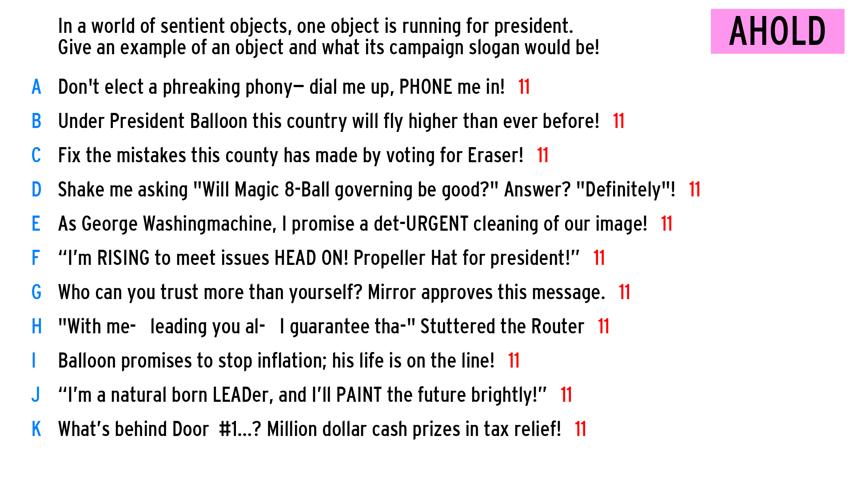 In a world of sentient objects, one object is running for president.
Give an example of an object and what its campaign slogan would be!
AHOLD
A Don't elect a phreaking phony– dial me up, PHONE me in! 11
B Under President Balloon this country will fly higher than ever before! 11
C Fix the mistakes this county has made by voting for Eraser! 11
D Shake me asking "Will Magic 8-Ball governing be good?" Answer? "Definitely"! 11
E As George Washingmachine, I promise a det-URGENT cleaning of our image! 11
F “I’m RISING to meet issues HEAD ON! Propeller Hat for president!” 11
G Who can you trust more than yourself? Mirror approves this message. 11
H "With me- leading you al- I guarantee tha-" Stuttered the Router 11
I Balloon promises to stop inflation; his life is on the line! 11
J “I’m a natural born LEADer, and I’ll PAINT the future brightly!” 11
K What’s behind Door #1...? Million dollar cash prizes in tax relief! 11